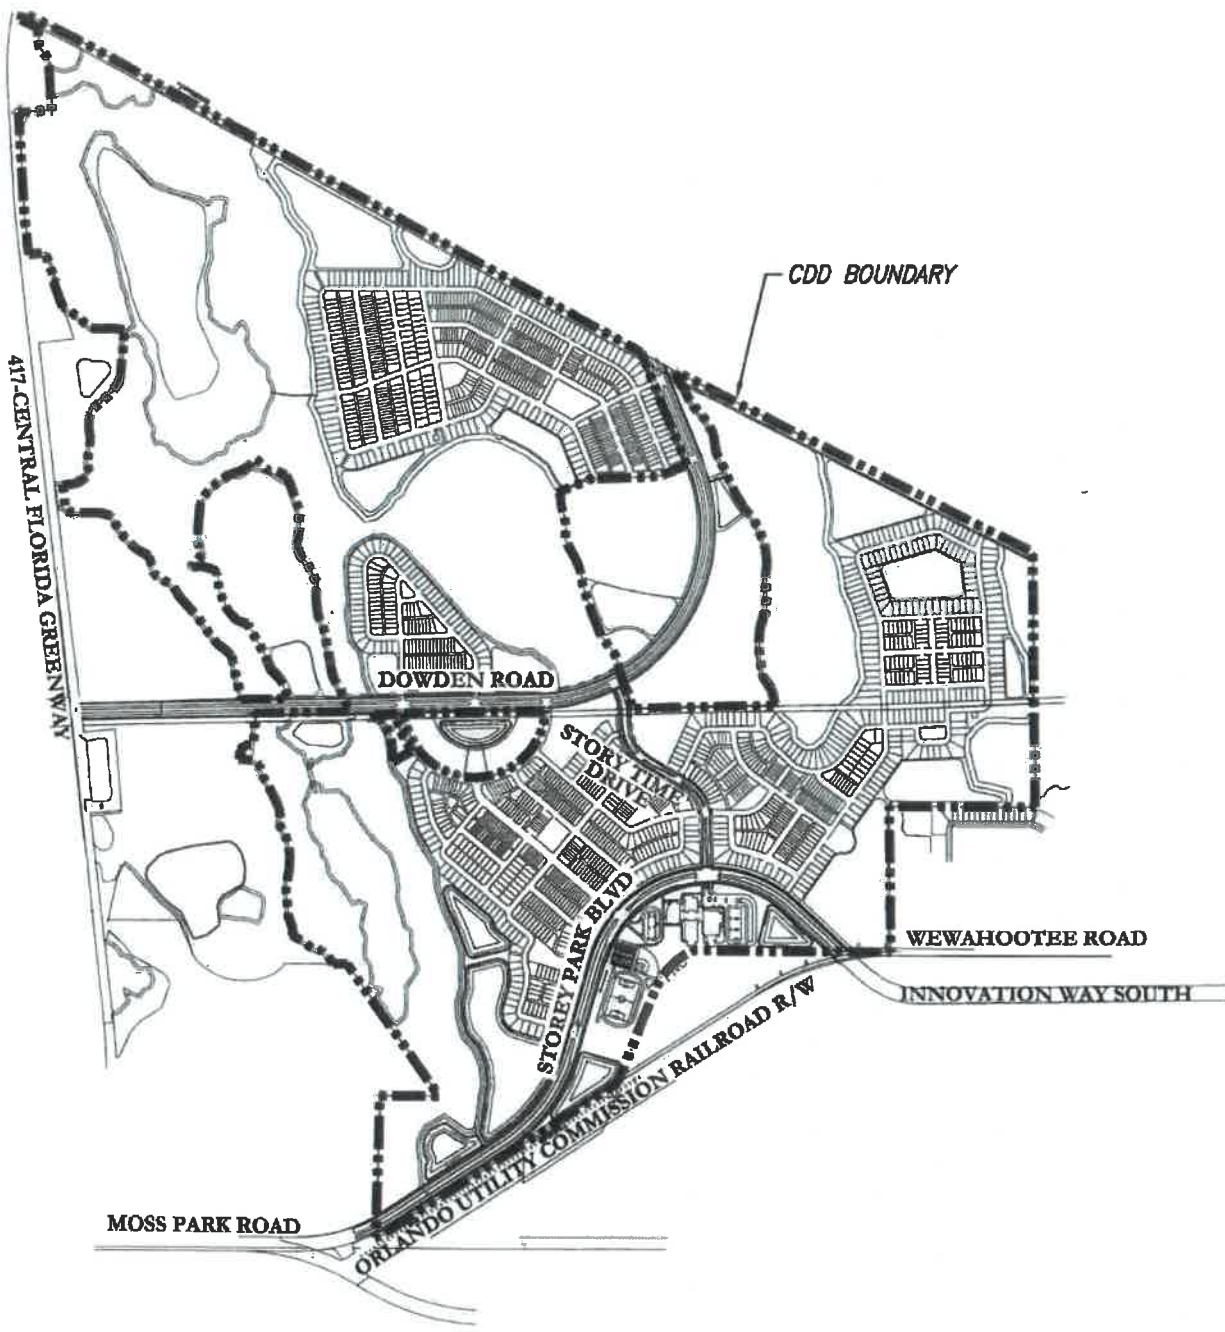 CDD BOUNDARY
417-CENTRAL FLORIDA GREENWAY
DOWDEN ROAD
STORY TIME
DRIVE
STOREY PARK BLVD
WEWAHOOTEE ROAD
INNOVATION WAY SOUTH
ORLANDO UTILITY COMMISSION RAILROAD R/W
MOSS PARK ROAD